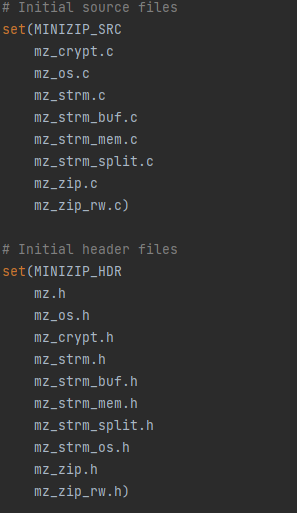 # Initial source files
set(MINIZIP_SRC
    mz_crypt.c
    mz_os.c
    mz_strm.c
    mz_strm_buf.c
    mz_strm_mem.c
    mz_strm_split.c
    mz_zip.c
    mz_zip_rw.c)

# Initial header files
set(MINIZIP_HDR
    mz.h
    mz_os.h
    mz_crypt.h
    mz_strm.h
    mz_strm_buf.h
    mz_strm_mem.h
    mz_strm_split.h
    mz_strm_os.h
    mz_zip.h
    mz_zip_rw.h)